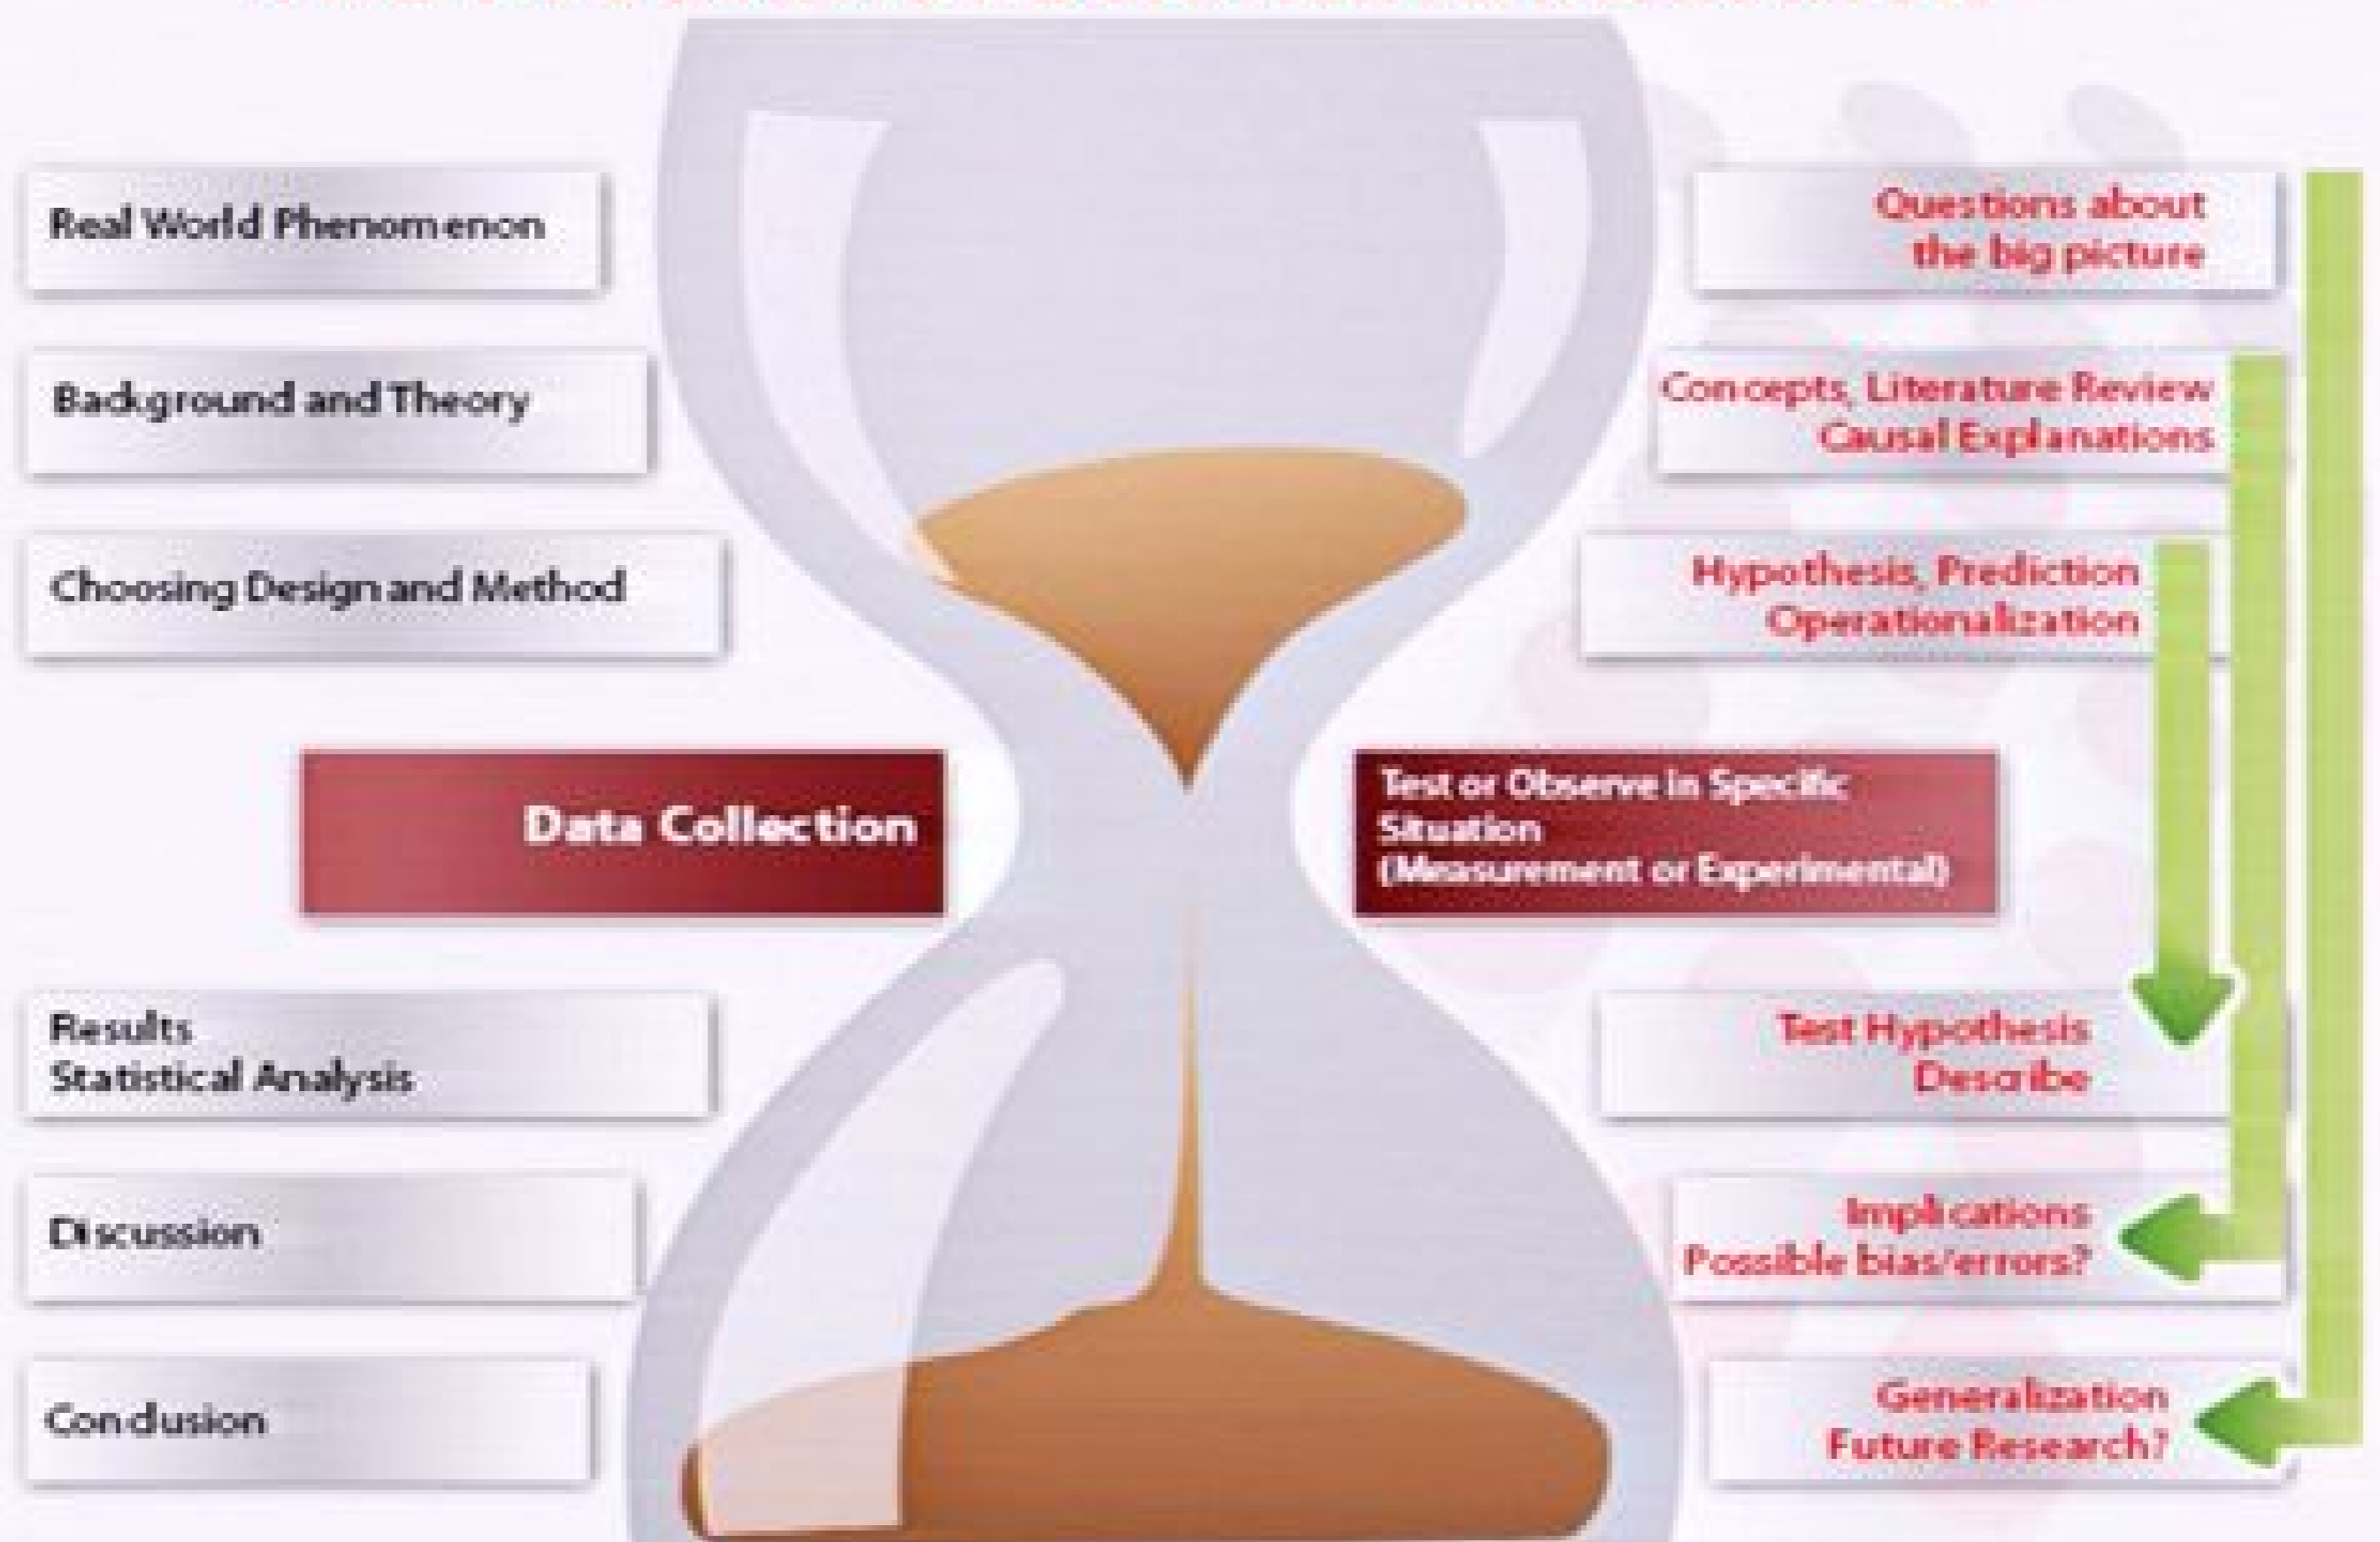 Real World Phenomenon
Questions about
the big picture
Background and Theory
Concepts, Literature Review
Causal Explanations
Choosing Design and Method
Hypothesis, Prediction
Operationalization
Data Collection
Test or Observe in Specific
Situation
(Measurement or Experimental)
Results
Statistical Analysis
Test Hypothesis
Describe
Discussion
Implications
Possible bias/errors?
Conclusion
Generalization
Future Research?